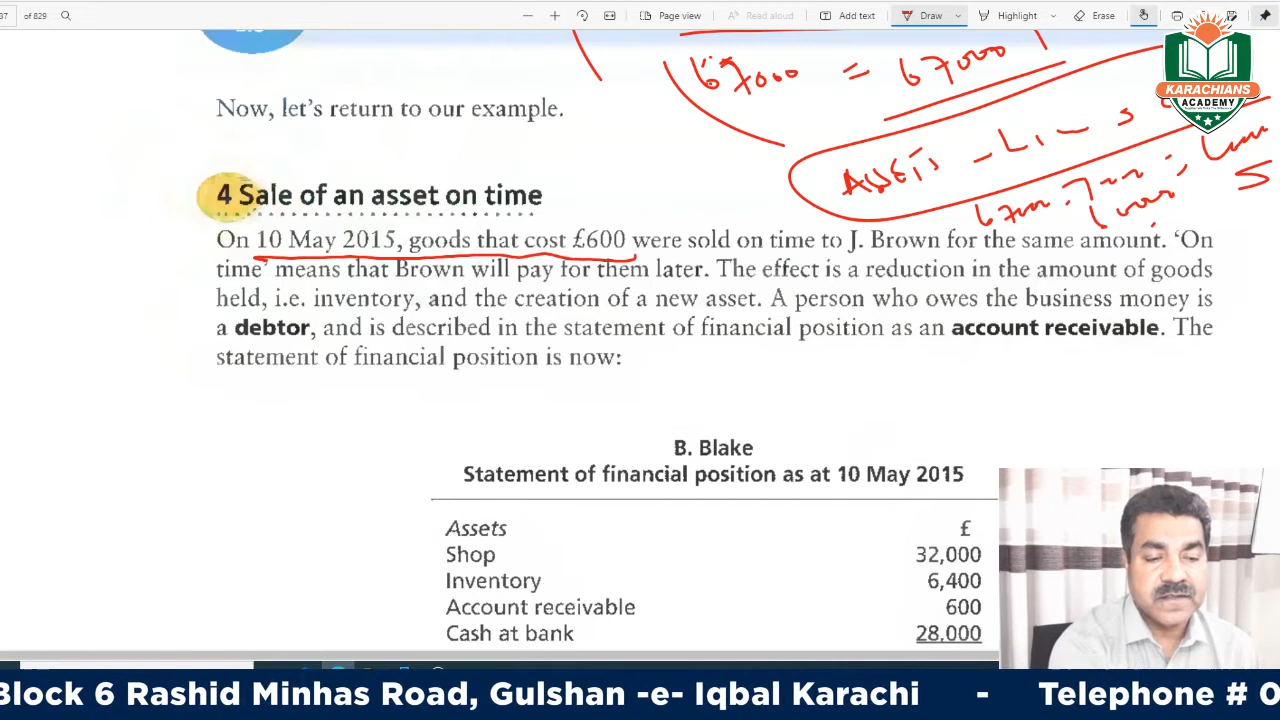 37 of 829 Page view Read aloud Add text Draw Highlight Erase
67000 = 67000
KARACHIANS
ACADEMY
Now, let's return to our example.
ASSETS -
4 Sale of an asset on time
On 10 May 2015, goods that cost £600 were sold on time to J. Brown for the same amount. 'On
time' means that Brown will pay for them later. The effect is a reduction in the amount of goods
held, i.e. inventory, and the creation of a new asset. A person who owes the business money is
a debtor, and is described in the statement of financial position as an account receivable. The
statement of financial position is now:
B. Blake
Statement of financial position as at 10 May 2015
Assets £
Shop 32,000
Inventory 6,400
Account receivable 600
Cash at bank 28,000
Block 6 Rashid Minhas Road, Gulshan -e- Iqbal Karachi - Telephone # 0